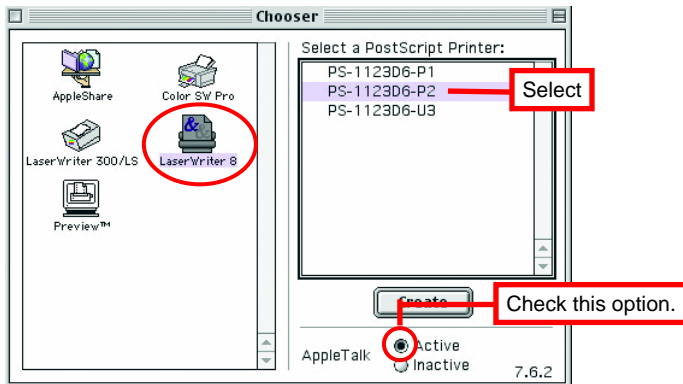 Chooser
AppleShare
Color SW Pro
LaserWriter 300/LS
LaserWriter 8
Preview™
Select a PostScript Printer:
PS-1123D6-P1
PS-1123D6-P2
PS-1123D6-U3
Select
Create
Check this option.
AppleTalk
Active
Inactive
7.6.2